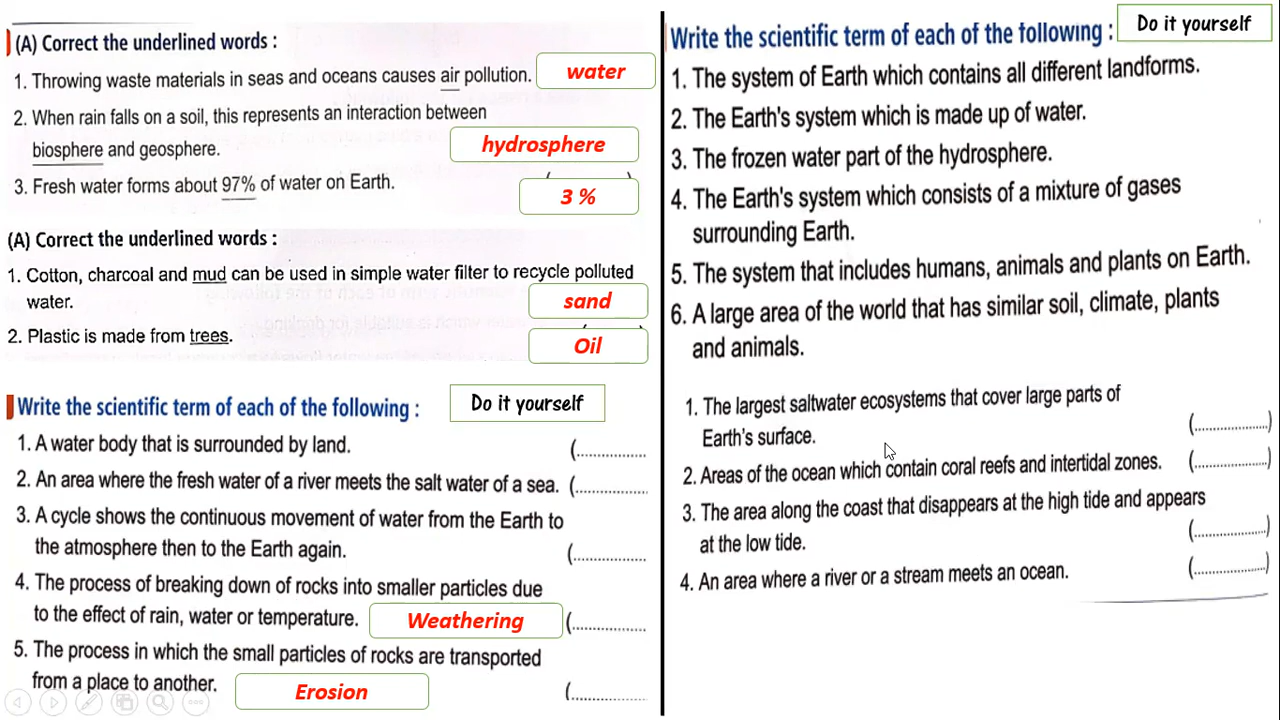 (A) Correct the underlined words :
1. Throwing waste materials in seas and oceans causes air pollution.
water
2. When rain falls on a soil, this represents an interaction between
biosphere and geosphere.
hydrosphere
3. Fresh water forms about 97% of water on Earth.
3 %
(A) Correct the underlined words :
1. Cotton, charcoal and mud can be used in simple water filter to recycle polluted
water.
sand
2. Plastic is made from trees.
Oil
Write the scientific term of each of the following :
Do it yourself
1. A water body that is surrounded by land. (....................
2. An area where the fresh water of a river meets the salt water of a sea. (....................
3. A cycle shows the continuous movement of water from the Earth to
the atmosphere then to the Earth again. (....................
4. The process of breaking down of rocks into smaller particles due
to the effect of rain, water or temperature. Weathering (....................
5. The process in which the small particles of rocks are transported
from a place to another. Erosion (....................
Write the scientific term of each of the following :
Do it yourself
1. The system of Earth which contains all different landforms.
2. The Earth's system which is made up of water.
3. The frozen water part of the hydrosphere.
4. The Earth's system which consists of a mixture of gases
surrounding Earth.
5. The system that includes humans, animals and plants on Earth.
6. A large area of the world that has similar soil, climate, plants
and animals.
1. The largest saltwater ecosystems that cover large parts of
Earth's surface. (....................)
2. Areas of the ocean which contain coral reefs and intertidal zones. (....................)
3. The area along the coast that disappears at the high tide and appears
at the low tide. (....................)
4. An area where a river or a stream meets an ocean. (....................)